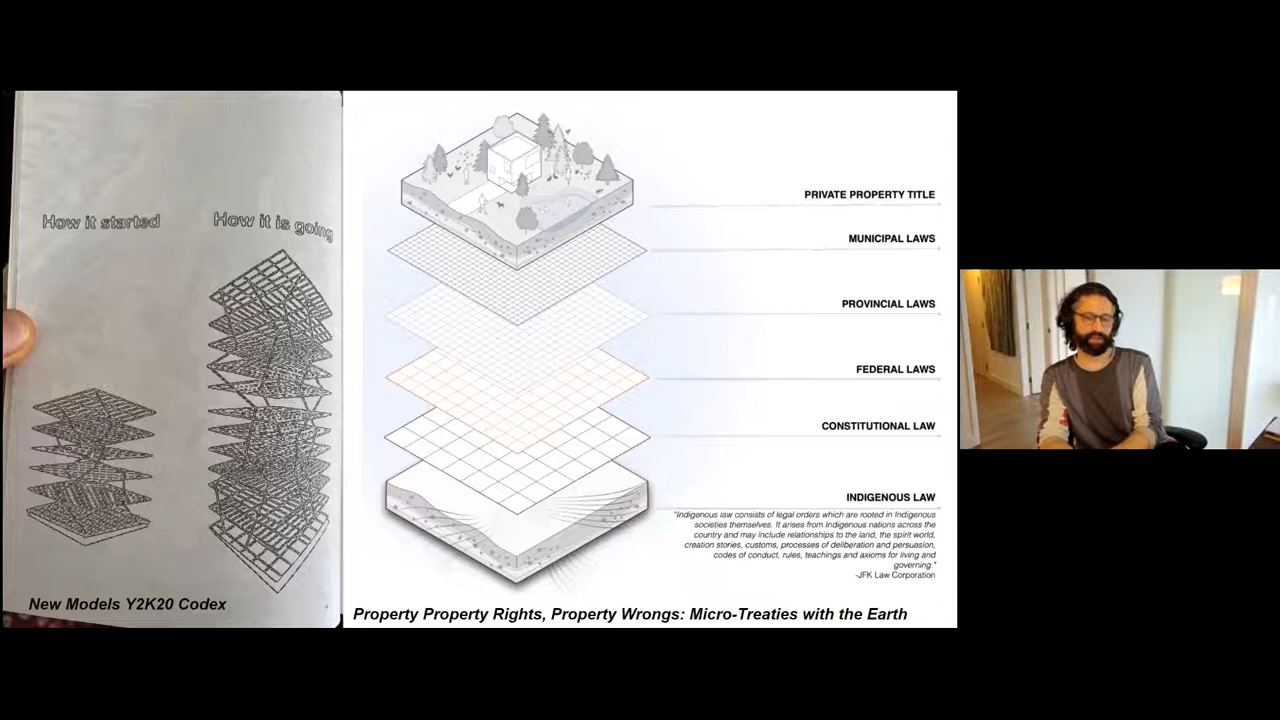 How it started
How it is going
New Models Y2K20 Codex
PRIVATE PROPERTY TITLE
MUNICIPAL LAWS
PROVINCIAL LAWS
FEDERAL LAWS
CONSTITUTIONAL LAW
INDIGENOUS LAW
"Indigenous law consists of legal orders which are rooted in Indigenous
societies themselves. It arises from Indigenous nations across the
country and may include relationships to the land, the spirit world,
creation stories, customs, processes of deliberation and persuasion,
codes of conduct, rules, teachings and axioms for living and
governing."
-JFK Law Corporation
Property Property Rights, Property Wrongs: Micro-Treaties with the Earth